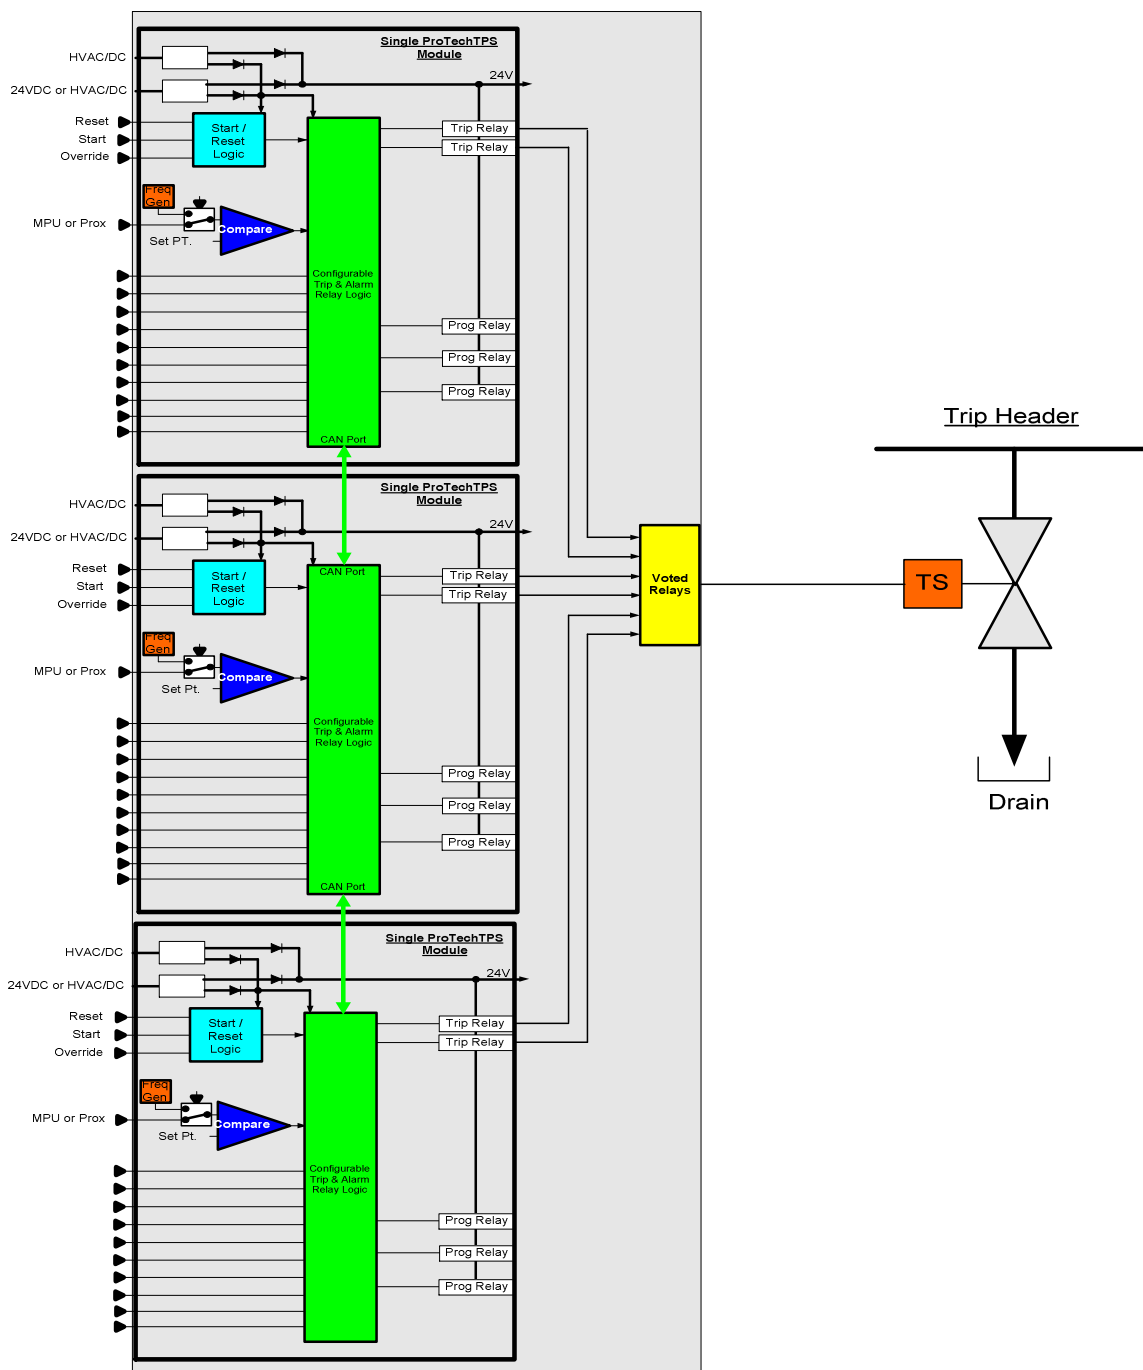 Single ProTechTPS
Module
HVAC/DC
24V
24VDC or HVAC/DC
Reset
Start
Override
Start /
Reset
Logic
Trip Relay
Trip Relay
Freq
Gen
MPU or Prox
Compare
Set PT.
Configurable
Trip & Alarm
Relay Logic
Prog Relay
Prog Relay
Prog Relay
CAN Port
Single ProTechTPS
Module
HVAC/DC
24V
24VDC or HVAC/DC
CAN Port
Reset
Start
Override
Start /
Reset
Logic
Trip Relay
Trip Relay
Freq
Gen
MPU or Prox
Compare
Set Pt.
Configurable
Trip & Alarm
Relay Logic
Prog Relay
Prog Relay
Prog Relay
CAN Port
Single ProTechTPS
Module
HVAC/DC
24V
24VDC or HVAC/DC
Reset
Start
Override
Start /
Reset
Logic
Trip Relay
Trip Relay
Freq
Gen
MPU or Prox
Compare
Set Pt.
Configurable
Trip & Alarm
Relay Logic
Prog Relay
Prog Relay
Prog Relay
Voted
Relays
TS
Trip Header
Drain